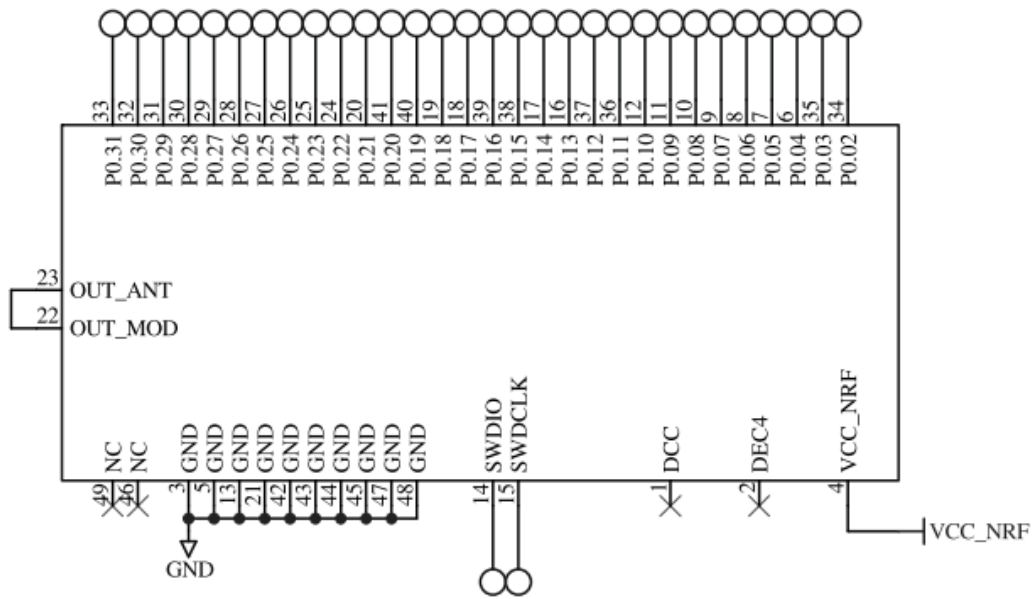 33 32 31 30 29 28 27 26 25 24 20 41 40 19 18 39 38 17 16 37 36 12 11 10 9 8 7 6 35 34
P0.31 P0.30 P0.29 P0.28 P0.27 P0.26 P0.25 P0.24 P0.23 P0.22 P0.21 P0.20 P0.19 P0.18 P0.17 P0.16 P0.15 P0.14 P0.13 P0.12 P0.11 P0.10 P0.09 P0.08 P0.07 P0.06 P0.05 P0.04 P0.03 P0.02
23 OUT_ANT
22 OUT_MOD
NC NC GND GND GND GND GND GND GND GND GND GND SWDIO SWDCLK DCC DEC4 VCC_NRF
49 46 3 5 13 21 42 43 44 45 47 48 14 15 1 2 4
VCC_NRF
GND